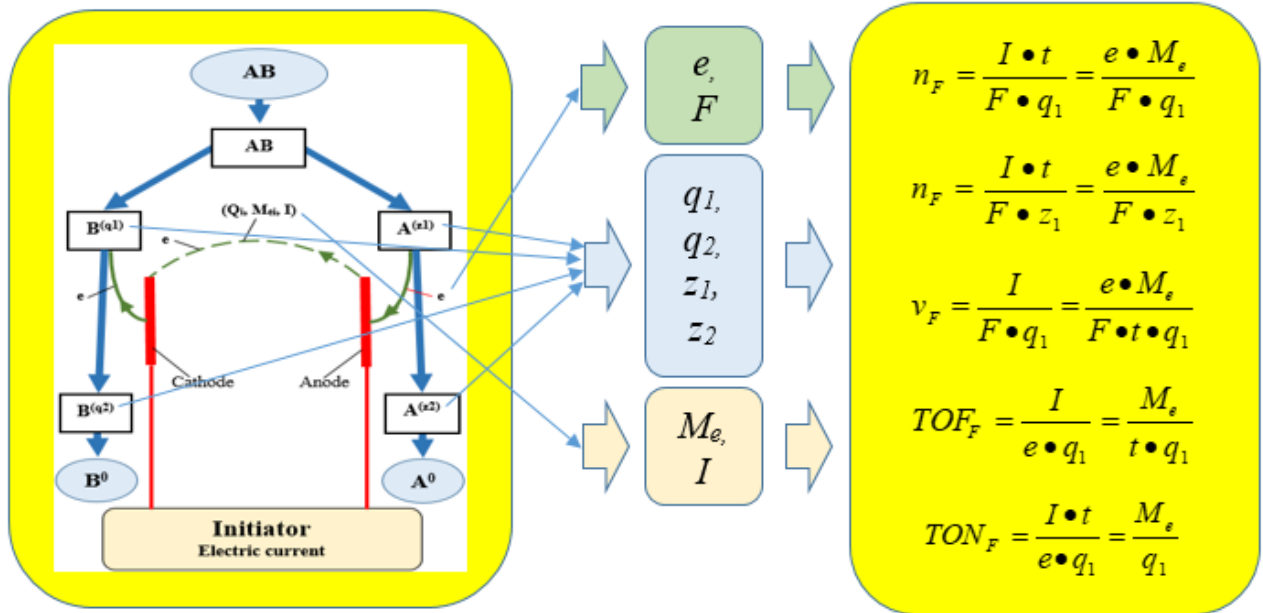 AB
AB
B(q1)
(Qi, Mei, I)
A(z1)
e
e
e
Cathode
Anode
B(q2)
A(z2)
B0
A0
Initiator
Electric current
e,
F
q1,
q2,
z1,
z2
Me,
I
nF = I • t / F • q1 = e • Me / F • q1
nF = I • t / F • z1 = e • Me / F • z1
vF = I / F • q1 = e • Me / F • t • q1
TOFF = I / e • q1 = Me / t • q1
TONF = I • t / e • q1 = Me / q1